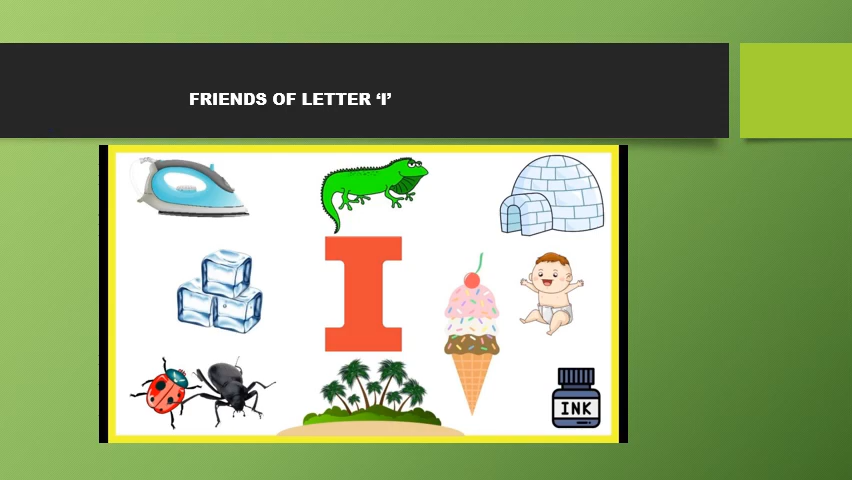 FRIENDS OF LETTER ‘I’
I
INK